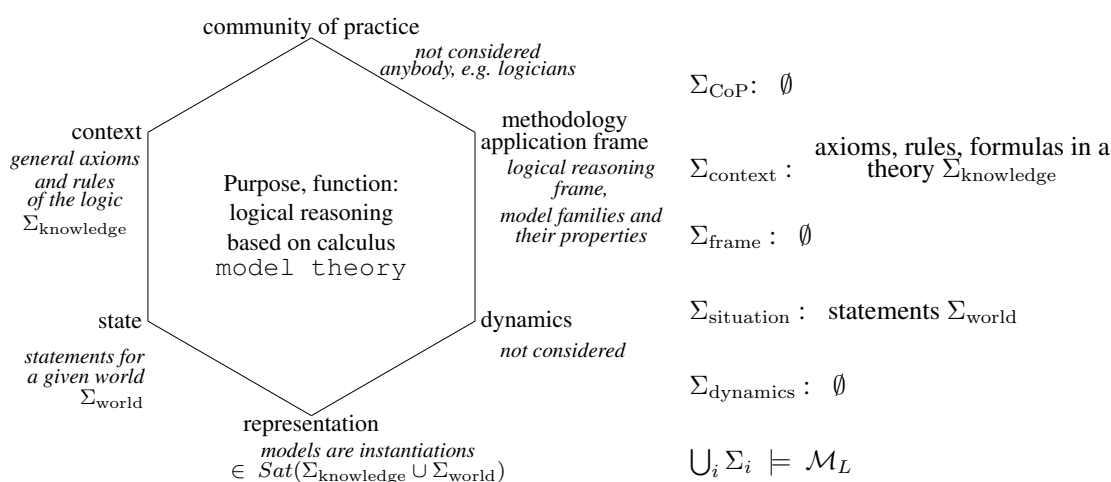 community of practice
not considered
anybody, e.g. logicians
context
general axioms
and rules
of the logic
Σknowledge
methodology
application frame
logical reasoning
frame,
model families and
their properties
Purpose, function:
logical reasoning
based on calculus
model theory
state
statements for
a given world
Σworld
dynamics
not considered
representation
models are instantiations
∈ Sat(Σknowledge ∪ Σworld)
ΣCoP: ∅
Σcontext : axioms, rules, formulas in a
theory Σknowledge
Σframe : ∅
Σsituation : statements Σworld
Σdynamics : ∅
⋃i Σi ⊨ ℳL